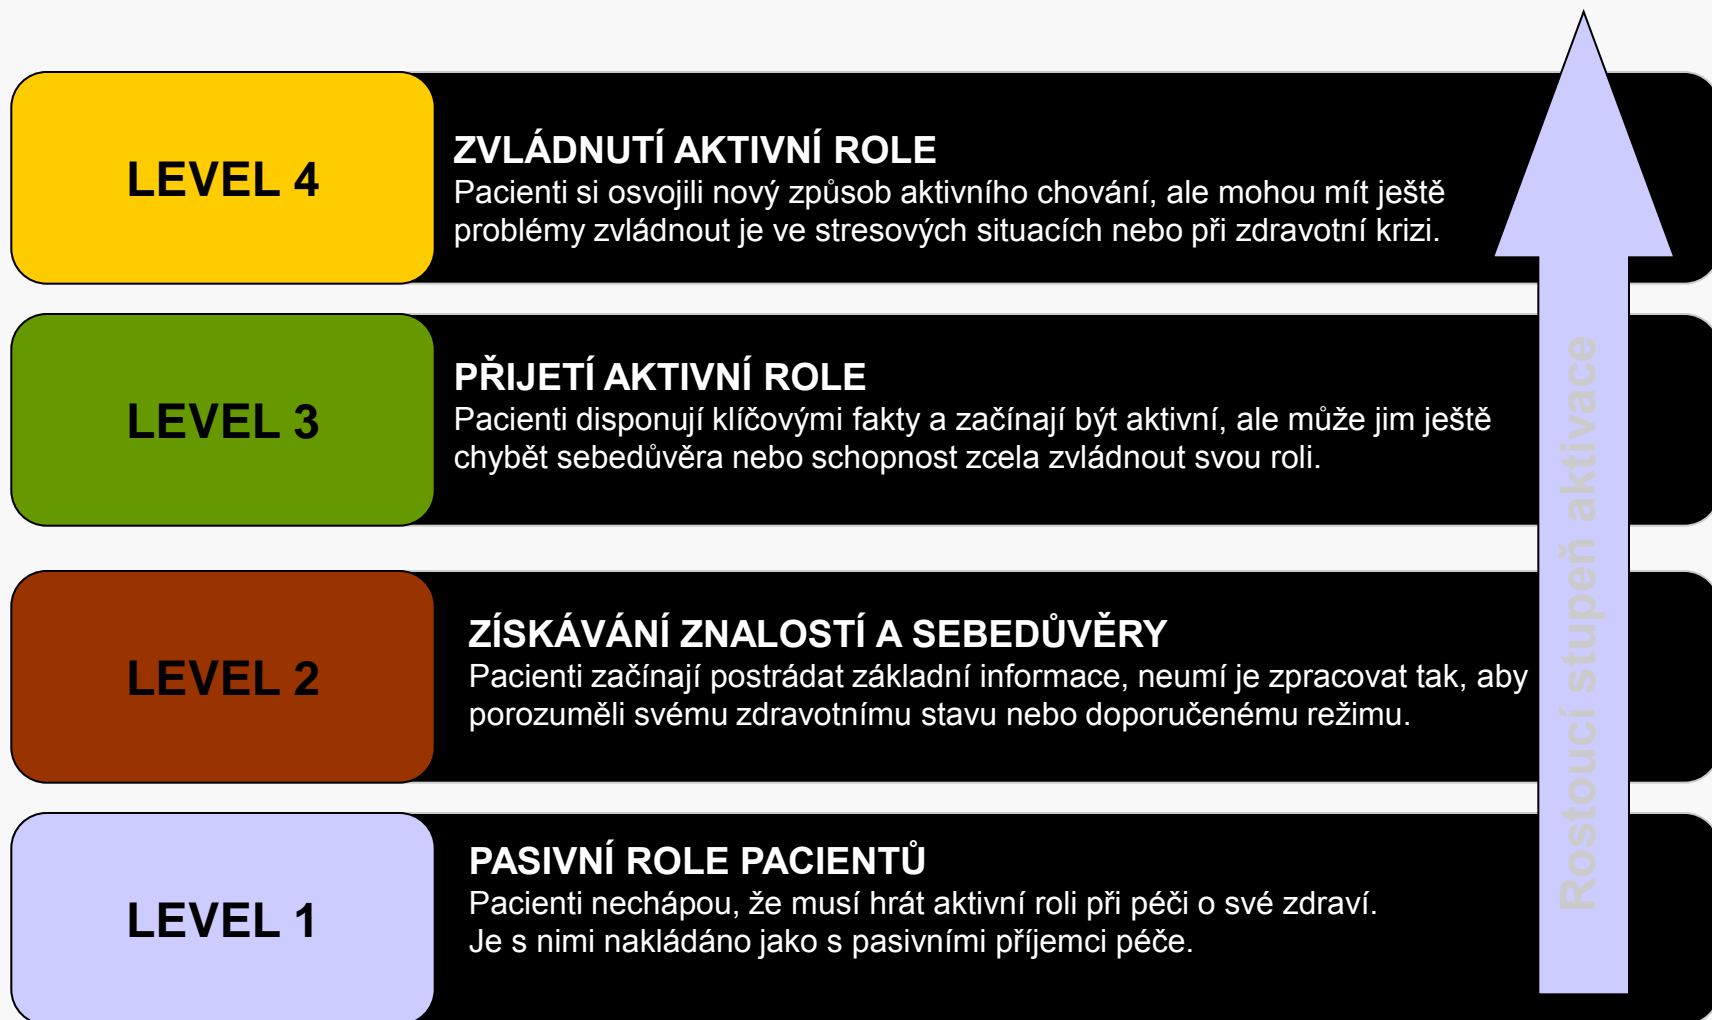 LEVEL 4
ZVLÁDNUTÍ AKTIVNÍ ROLE
Pacienti si osvojili nový způsob aktivního chování, ale mohou mít ještě
problémy zvládnout je ve stresových situacích nebo při zdravotní krizi.
LEVEL 3
PŘIJETÍ AKTIVNÍ ROLE
Pacienti disponují klíčovými fakty a začínají být aktivní, ale může jim ještě
chybět sebedůvěra nebo schopnost zcela zvládnout svou roli.
LEVEL 2
ZÍSKÁVÁNÍ ZNALOSTÍ A SEBEDŮVĚRY
Pacienti začínají postrádat základní informace, neumí je zpracovat tak, aby
porozuměli svému zdravotnímu stavu nebo doporučenému režimu.
LEVEL 1
PASIVNÍ ROLE PACIENTŮ
Pacienti nechápou, že musí hrát aktivní roli při péči o své zdraví.
Je s nimi nakládáno jako s pasivními příjemci péče.
Rostoucí stupeň aktivace